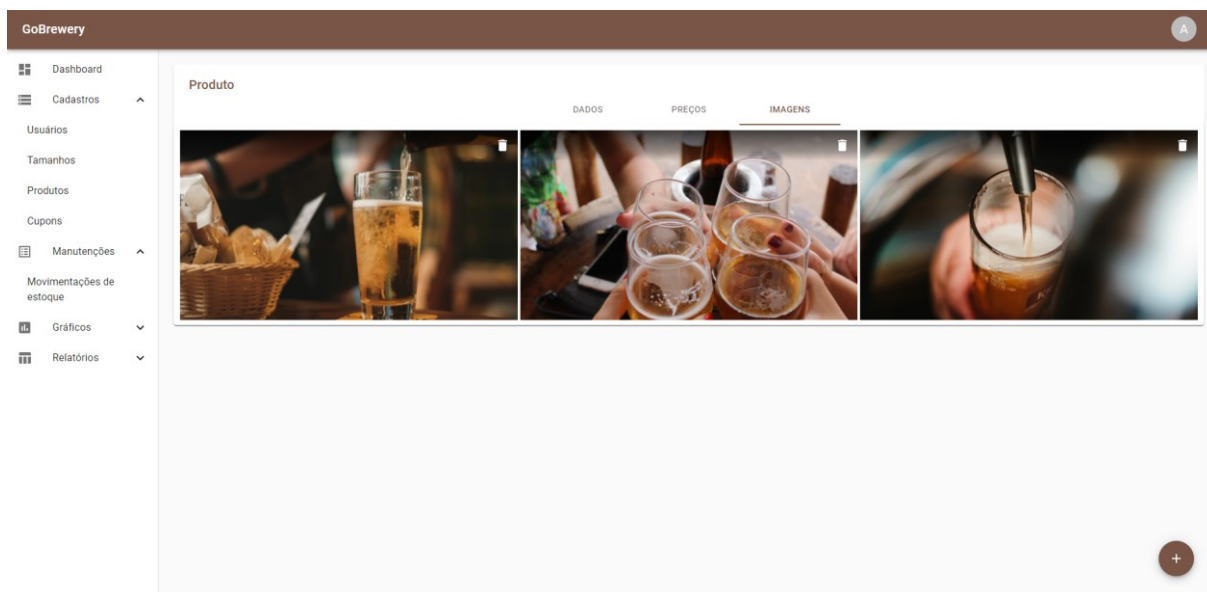 GoBrewery
A
Dashboard
Cadastros
Usuários
Tamanhos
Produtos
Cupons
Manutenções
Movimentações de
estoque
Gráficos
Relatórios
Produto
DADOS
PREÇOS
IMAGENS
+